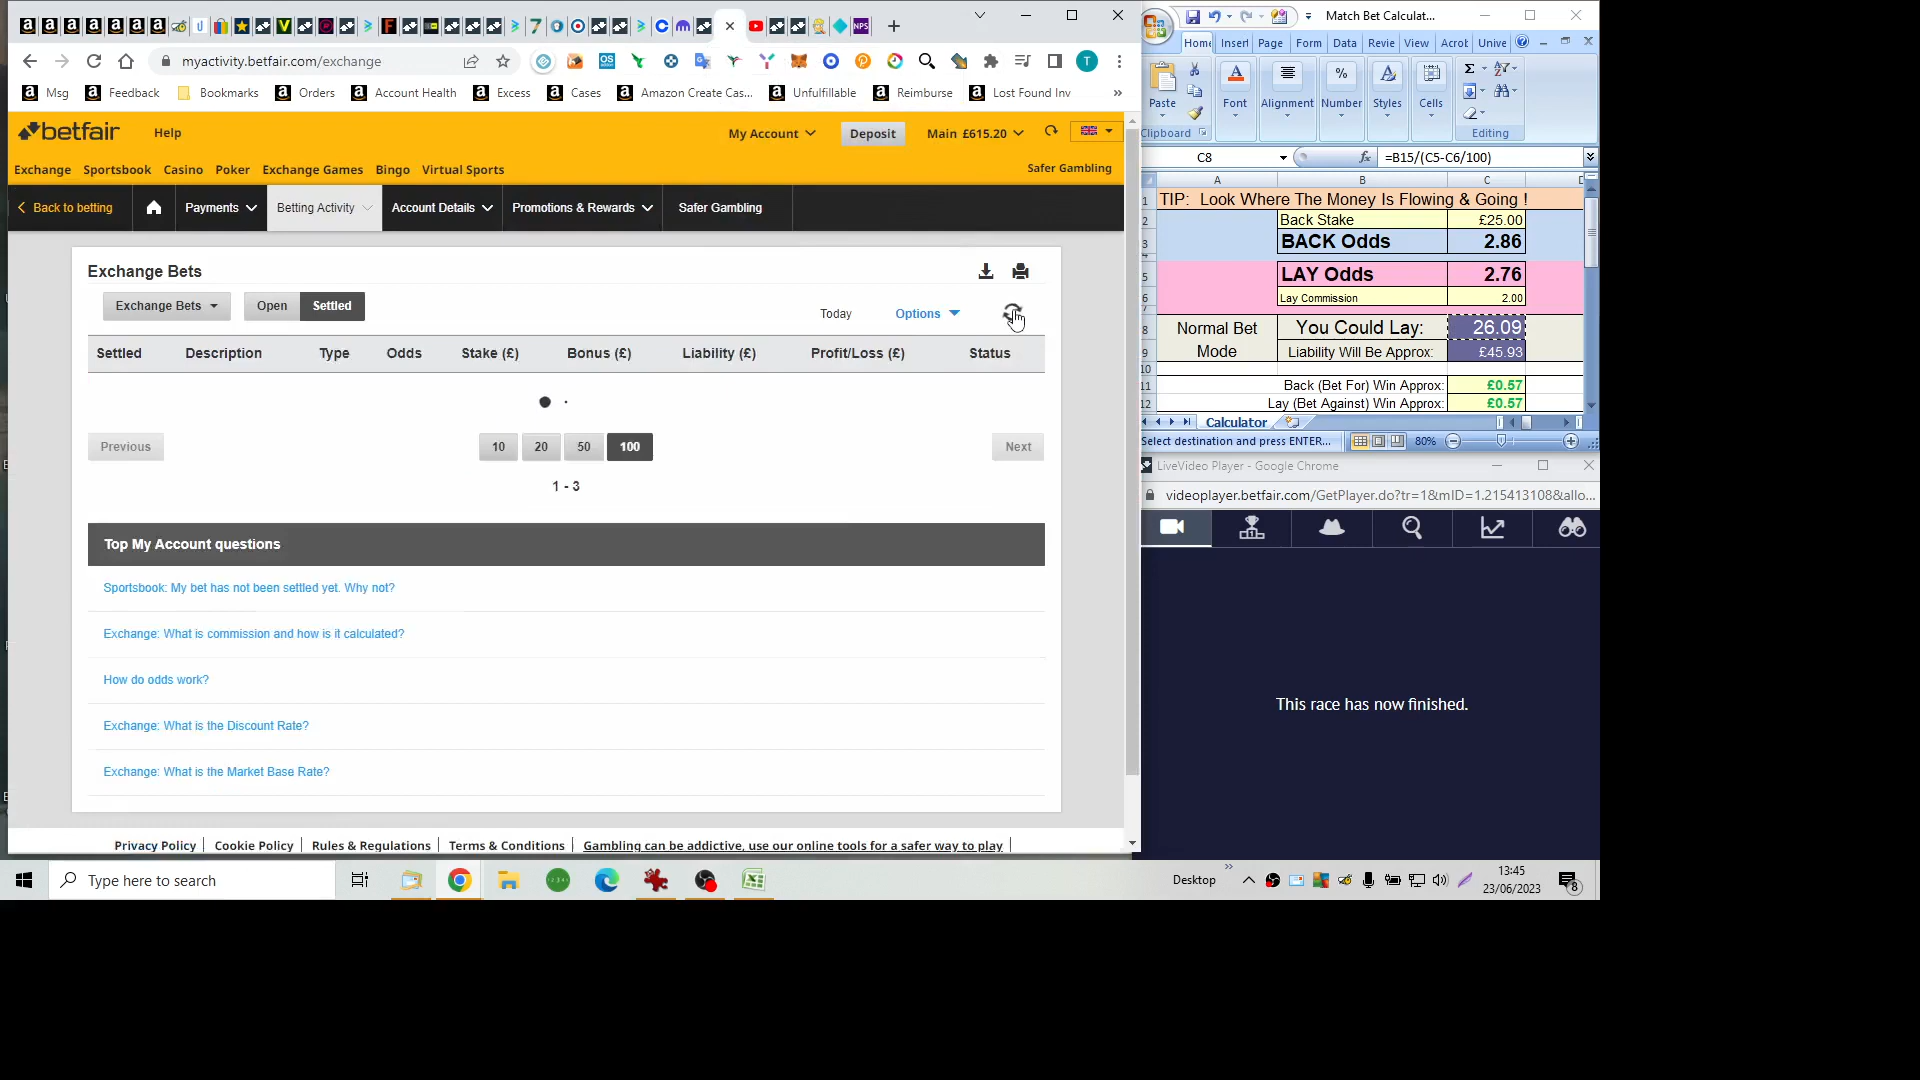 myactivity.betfair.com/exchange
T
Msg Feedback Bookmarks Orders Account Health Excess Cases Amazon Create Cas... Unfulfillable Reimburse Lost Found Inv »
betfair Help My Account Deposit Main £615.20
Exchange Sportsbook Casino Poker Exchange Games Bingo Virtual Sports Safer Gambling
Back to betting Payments Betting Activity Account Details Promotions & Rewards Safer Gambling
Exchange Bets
Exchange Bets Open Settled Today Options
Settled Description Type Odds Stake (£) Bonus (£) Liability (£) Profit/Loss (£) Status
Previous 10 20 50 100 Next
1 - 3
Top My Account questions
Sportsbook: My bet has not been settled yet. Why not?
Exchange: What is commission and how is it calculated?
How do odds work?
Exchange: What is the Discount Rate?
Exchange: What is the Market Base Rate?
Privacy Policy Cookie Policy Rules & Regulations Terms & Conditions Gambling can be addictive, use our online tools for a safer way to play
Match Bet Calculat...
Home Insert Page Form Data Revie View Acrot Unive
Paste Font Alignment Number Styles Cells
Clipboard Editing
C8 fx =B15/(C5-C6/100)
A B C
1 TIP: Look Where The Money Is Flowing & Going !
2 Back Stake £25.00
3 BACK Odds 2.86
5 LAY Odds 2.76
6 Lay Commission 2.00
8 Normal Bet You Could Lay: 26.09
9 Mode Liability Will Be Approx: £45.93
10
11 Back (Bet For) Win Approx: £0.57
12 Lay (Bet Against) Win Approx: £0.57
Calculator
Select destination and press ENTER... 80%
LiveVideo Player - Google Chrome
videoplayer.betfair.com/GetPlayer.do?tr=1&mID=1.215413108&allo...
This race has now finished.
Type here to search Desktop 13:45
23/06/2023 8